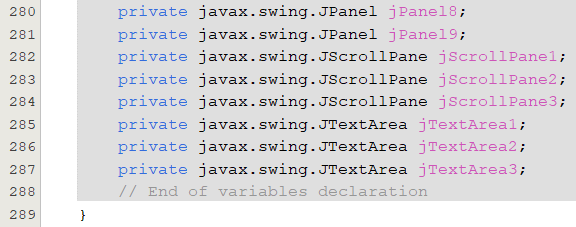 280 private javax.swing.JPanel jPanel8;
281 private javax.swing.JPanel jPanel9;
282 private javax.swing.JScrollPane jScrollPane1;
283 private javax.swing.JScrollPane jScrollPane2;
284 private javax.swing.JScrollPane jScrollPane3;
285 private javax.swing.JTextArea jTextArea1;
286 private javax.swing.JTextArea jTextArea2;
287 private javax.swing.JTextArea jTextArea3;
288 // End of variables declaration
289 }